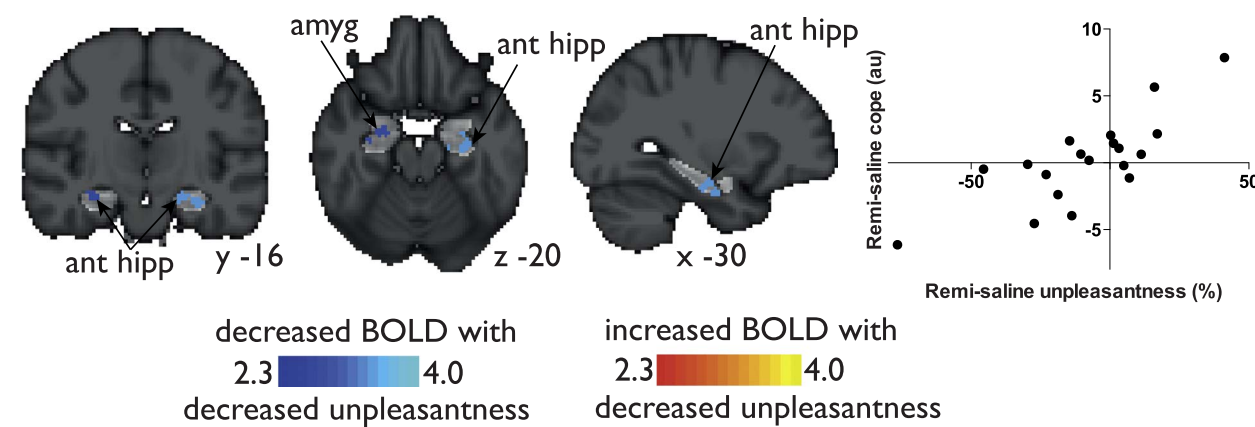 amyg
ant hipp
ant hipp
ant hipp
y -16
z -20
x -30
Remi-saline cope (au)
10
5
-5
-50
50
Remi-saline unpleasantness (%)
decreased BOLD with
2.3
4.0
decreased unpleasantness
increased BOLD with
2.3
4.0
decreased unpleasantness